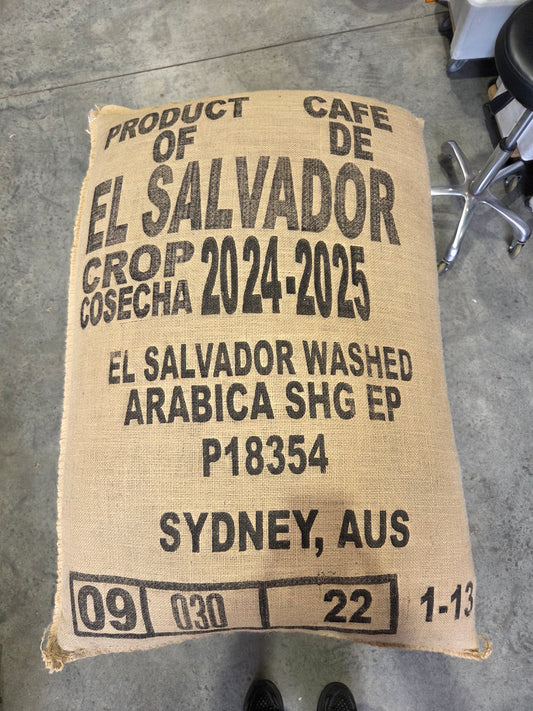 PRODUCT CAFE
OF DE
EL SALVADOR
CROP
COSECHA 2024-2025
EL SALVADOR WASHED
ARABICA SHG EP
P18354
SYDNEY, AUS
09 030 22 1-13